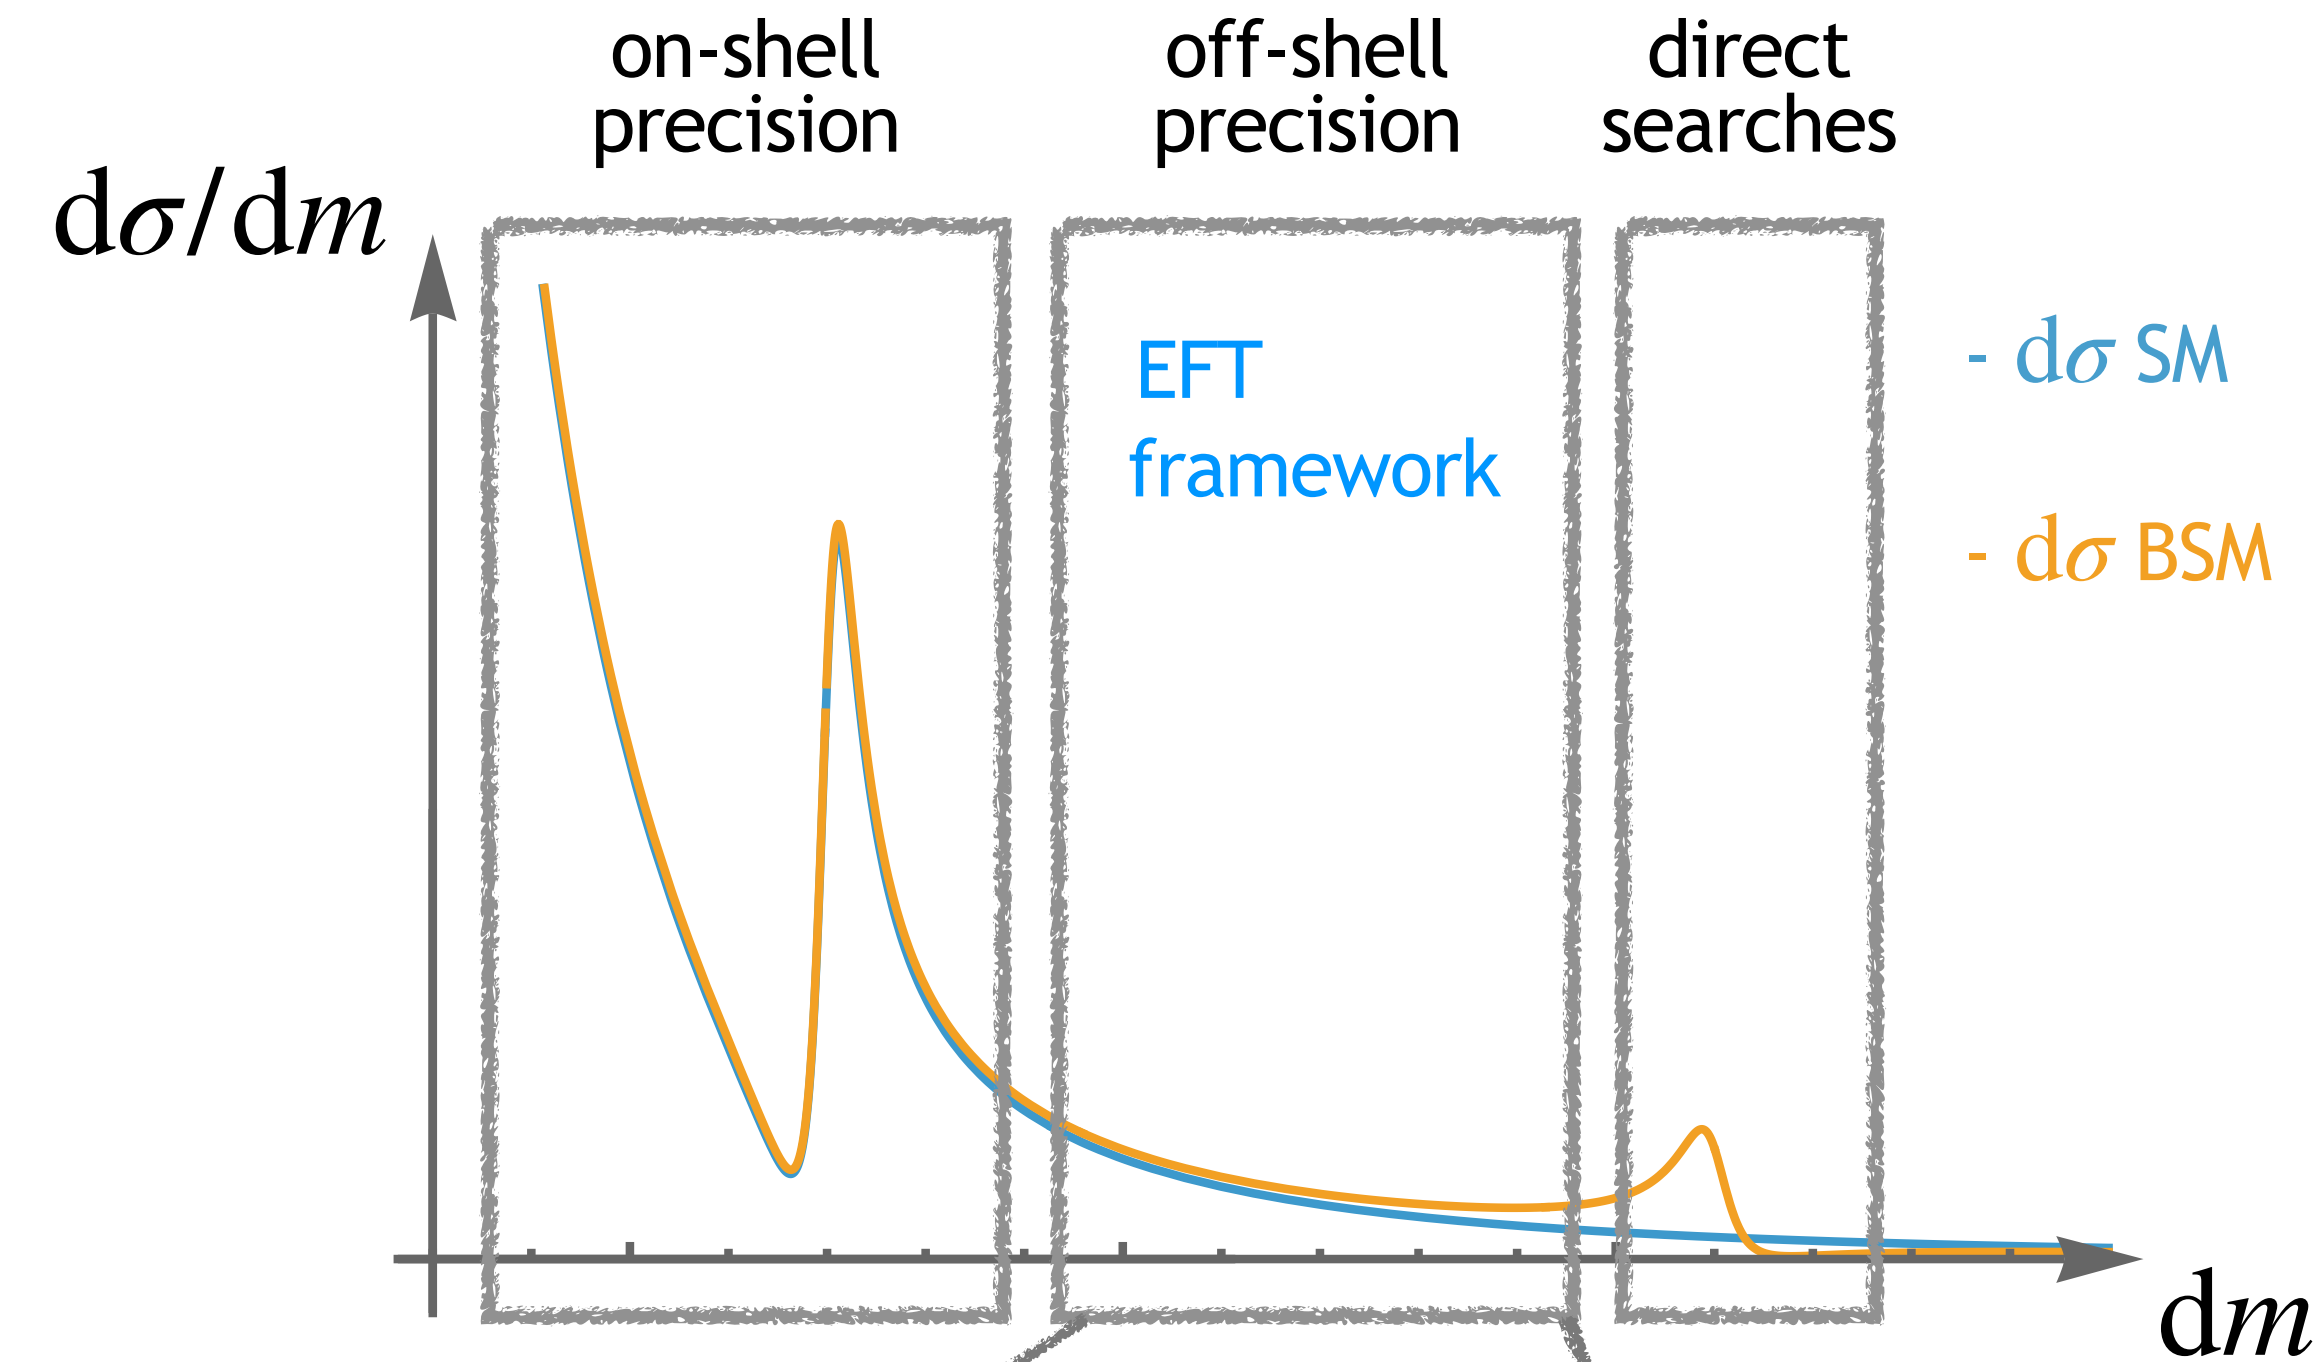 on-shell
precision
off-shell
precision
direct
searches
dσ/dm
EFT
framework
- dσ SM
- dσ BSM
dm